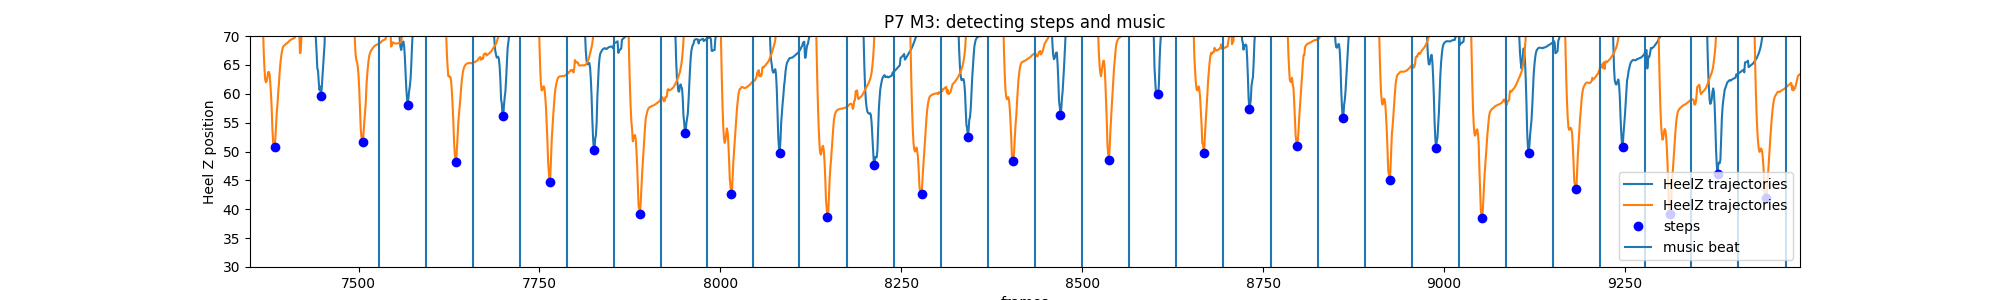 P7 M3: detecting steps and music
Heel Z position
70
65
60
55
50
45
40
35
30
7500
7750
8000
8250
8500
8750
9000
9250
frames
HeelZ trajectories
HeelZ trajectories
steps
music beat